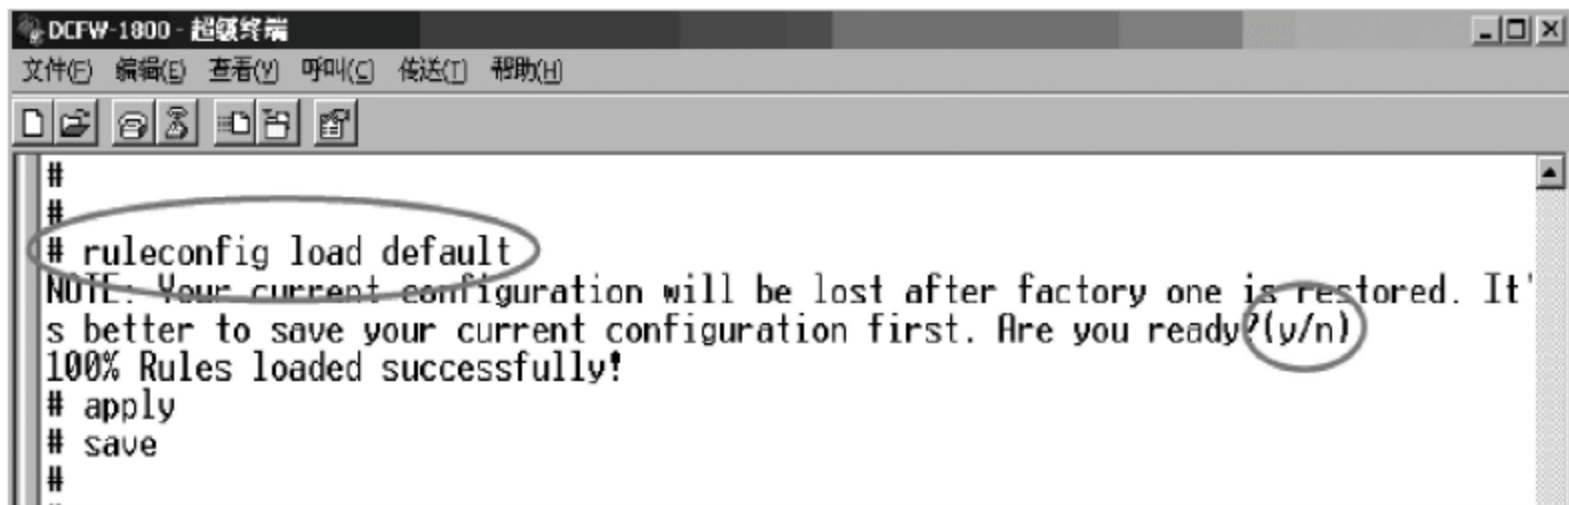 DCFW-1800 - 超级终端
文件(F) 编辑(E) 查看(V) 呼叫(C) 传送(T) 帮助(H)
#
#
# ruleconfig load default
NOTE: Your current configuration will be lost after factory one is restored. It'
s better to save your current configuration first. Are you ready?(y/n)
100% Rules loaded successfully!
# apply
# save
#